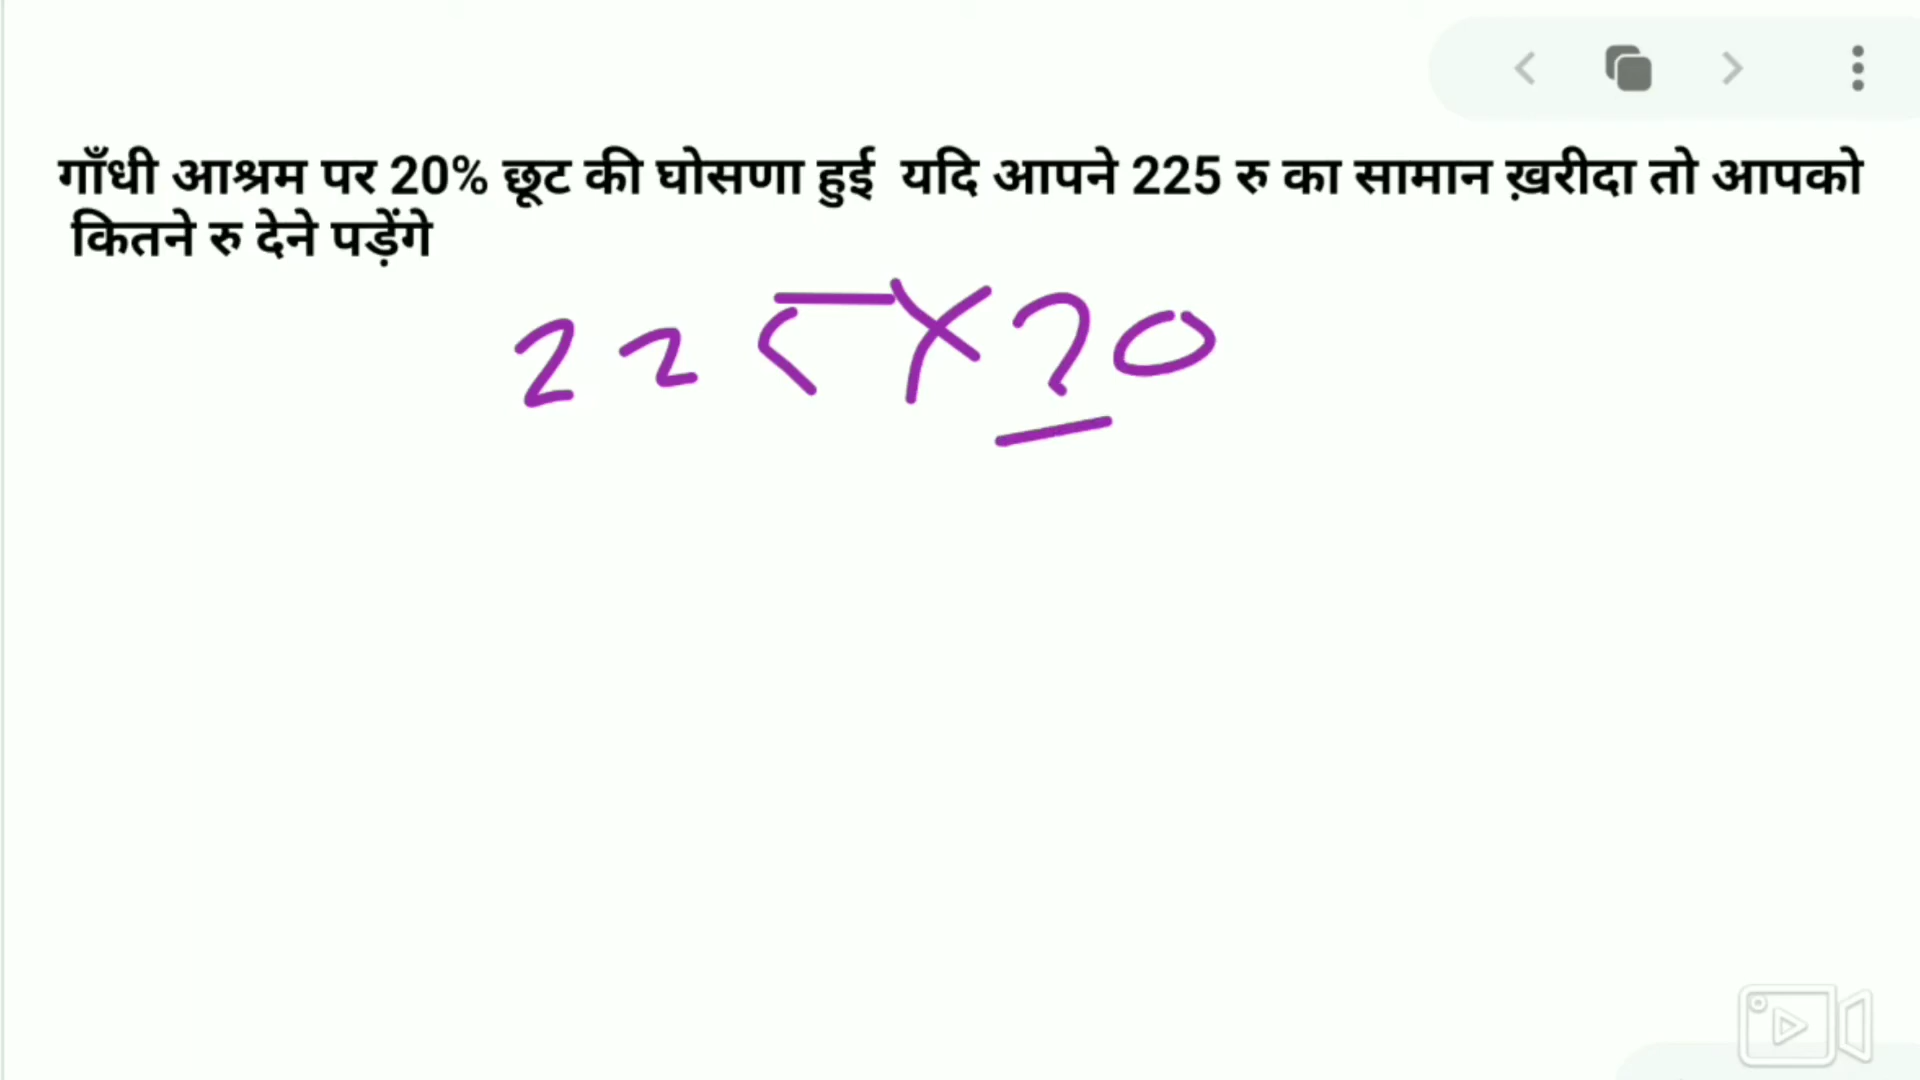 गाँधी आश्रम पर 20% छूट की घोसणा हुई यदि आपने 225 रु का सामान ख़रीदा तो आपको
कितने रु देने पड़ेंगे
225 X 20